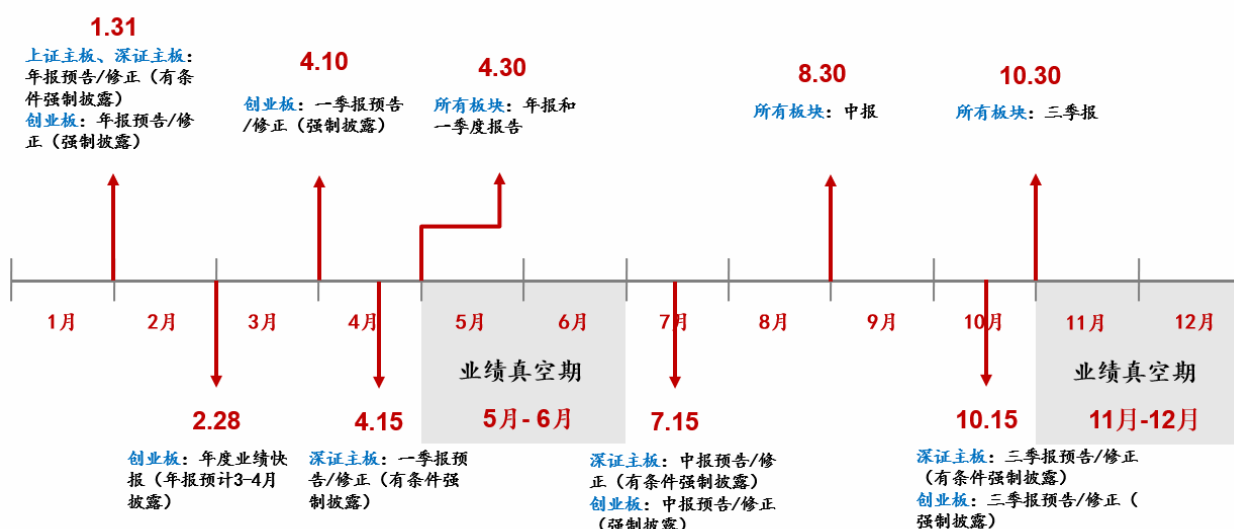 1.31
上证主板、深证主板：
年报预告/修正（有条
件强制披露）
创业板：年报预告/修
正（强制披露）
4.10
创业板：一季报预告
/修正（强制披露）
4.30
所有板块：年报和
一季度报告
8.30
所有板块：中报
10.30
所有板块：三季报
1月
2月
3月
4月
5月
6月
7月
8月
9月
10月
11月
12月
业绩真空期
5月-6月
业绩真空期
11月-12月
2.28
创业板：年度业绩快
报（年报预计3-4月
披露）
4.15
深证主板：一季报预
告/修正（有条件强
制披露）
7.15
深证主板：中报预告/修
正（有条件强制披露）
创业板：中报预告/修正
（强制披露）
10.15
深证主板：三季报预告/修正
（有条件强制披露）
创业板：三季报预告/修正（
强制披露）